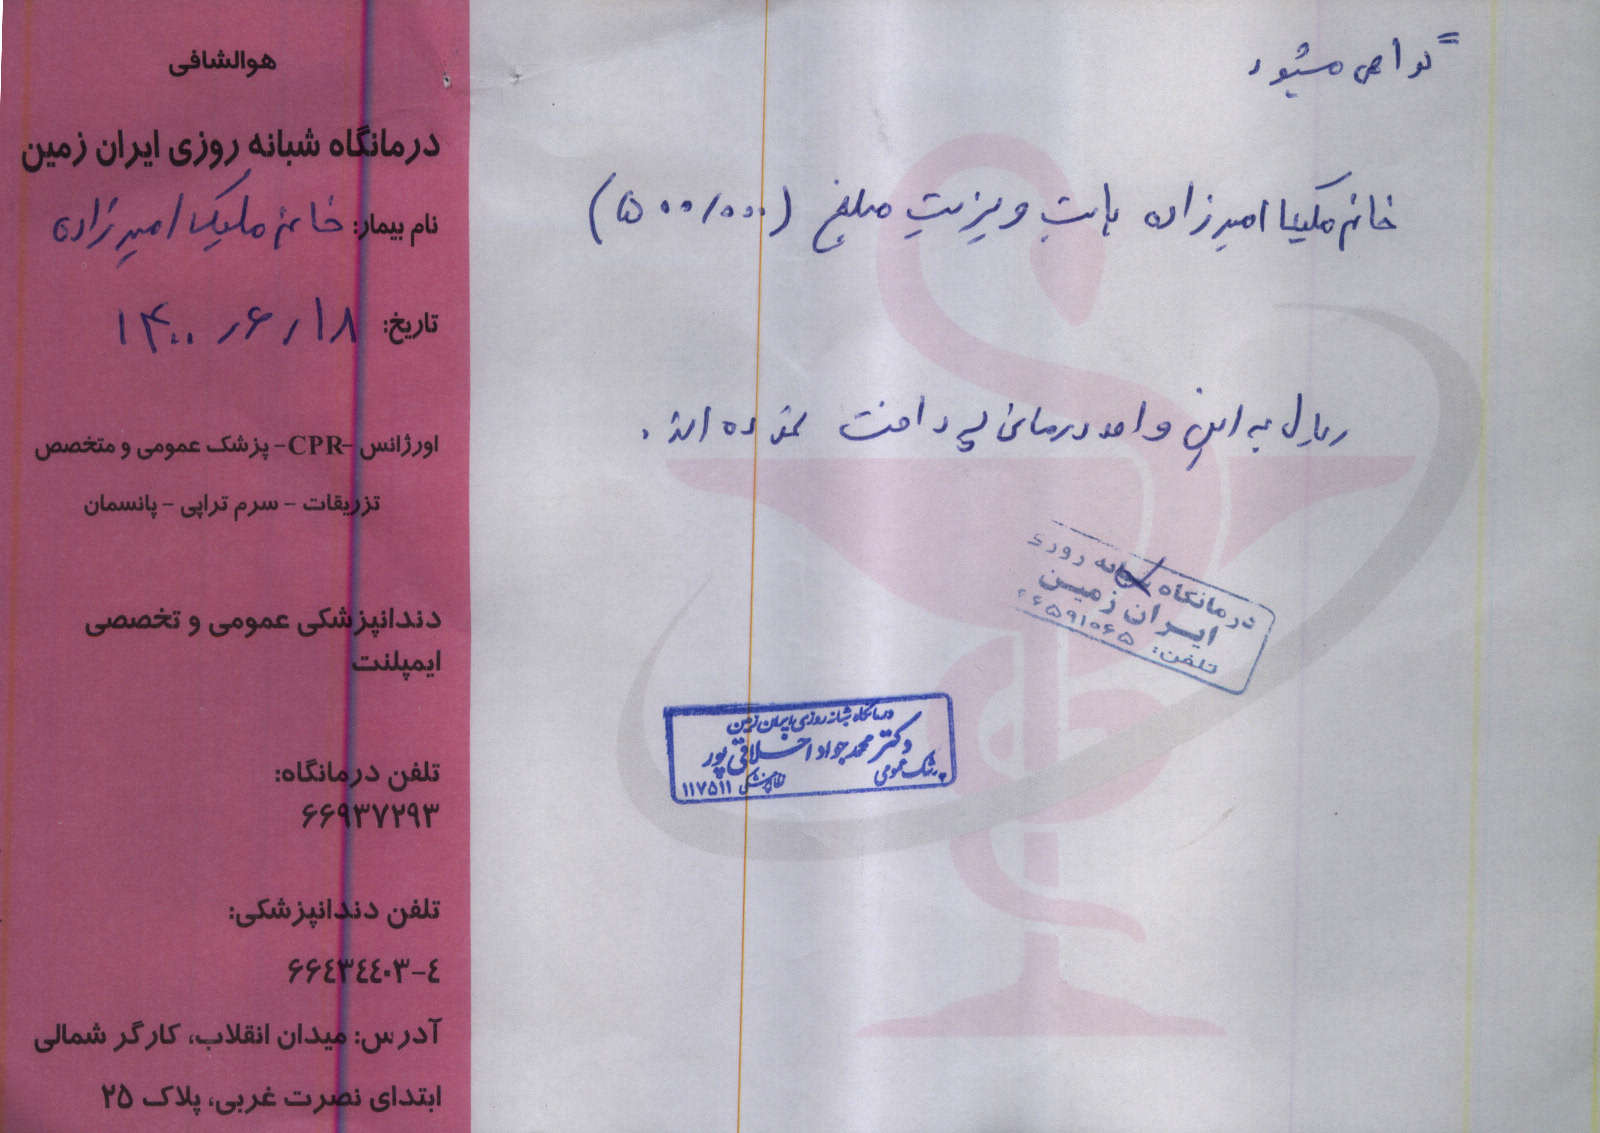 هوالشافی
درمانگاه شبانه روزی ایران زمین
نام بیمار: خانم ملیکا امیرزاده
تاریخ: ۱۴۰۰/۶/۱۸
اورژانس -CPR- پزشک عمومی و متخصص
تزریقات - سرم تراپی - پانسمان
دندانپزشکی عمومی و تخصصی
ایمپلنت
تلفن درمانگاه:
۶۶۹۳۷۲۹۳
تلفن دندانپزشکی:
۶۶٤۳٤٤۰۳-٤
آدرس: میدان انقلاب، کارگر شمالی
ابتدای نصرت غربی، پلاک ۲۵
گواهی میشود
خانم ملیکا امیرزاده بابت ویزیت مبلغ (۵۰۰/۰۰۰)
ریال به این واحد درمانی پرداخت نموده اند.
درمانگاه شبانه روزی
ایران زمین
تلفن: ۶۶۵۹۱۰۶۵
درمانگاه شبانه روزی ایران زمین
دکتر محمدجواد اخلاقی پور
پزشک عمومی
نظام پزشکی ۱۱۷۵۱۱